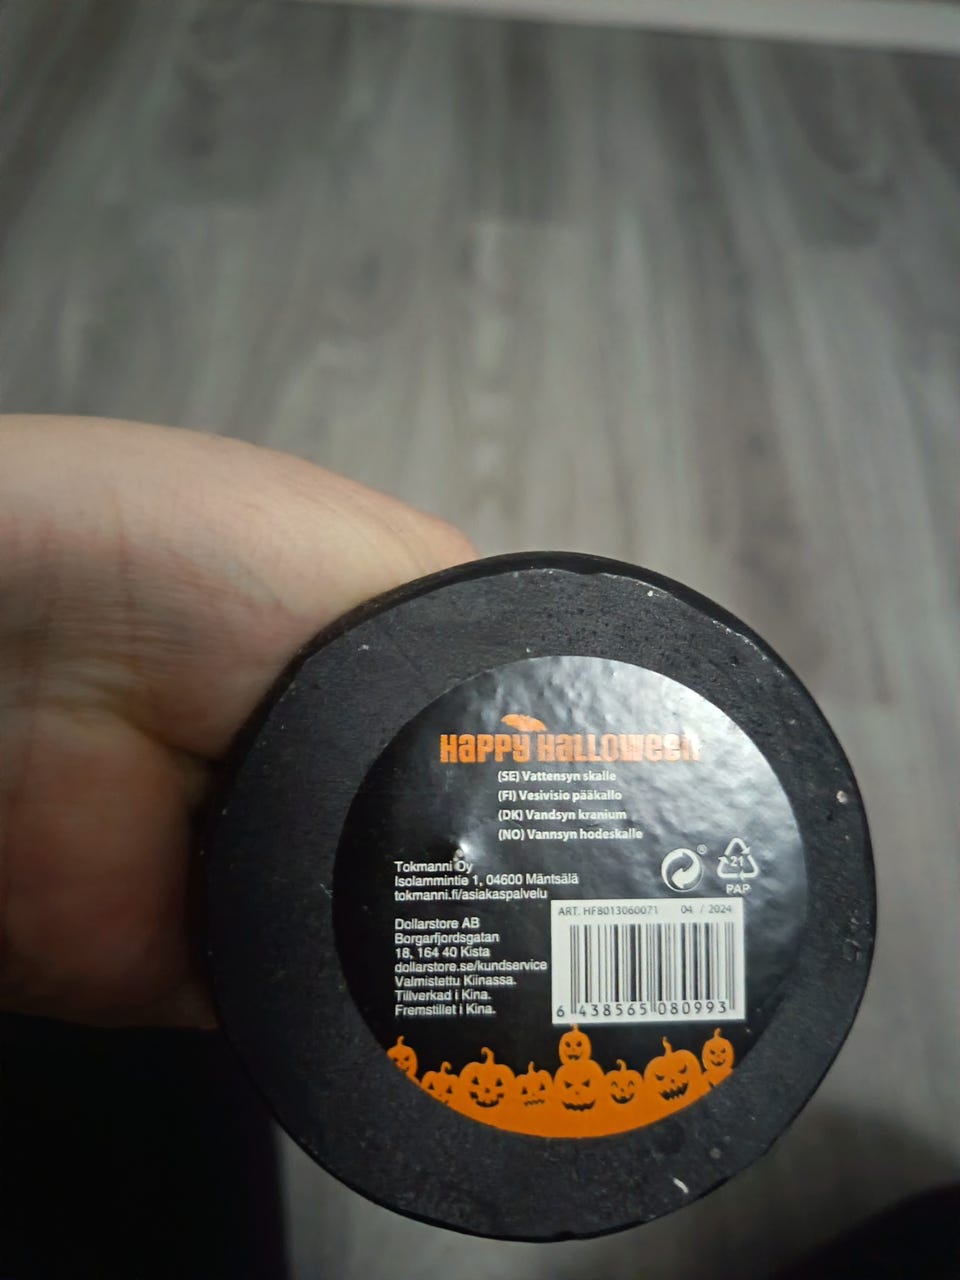 HAPPY HALLOWEEN
(SE) Vattensyn skalle
(FI) Vesivisio pääkallo
(DK) Vandsyn kranium
(NO) Vannsyn hodeskalle
Tokmanni Oy
Isolammintie 1, 04600 Mäntsälä
tokmanni.fi/asiakaspalvelu
Dollarstore AB
Borgarfjordsgatan
18, 164 40 Kista
dollarstore.se/kundservice
Valmistettu Kiinassa.
Tillverkad i Kina.
Fremstillet i Kina.
®
21
PAP
ART. HF8013060071 04 / 2024
6 438565 080993